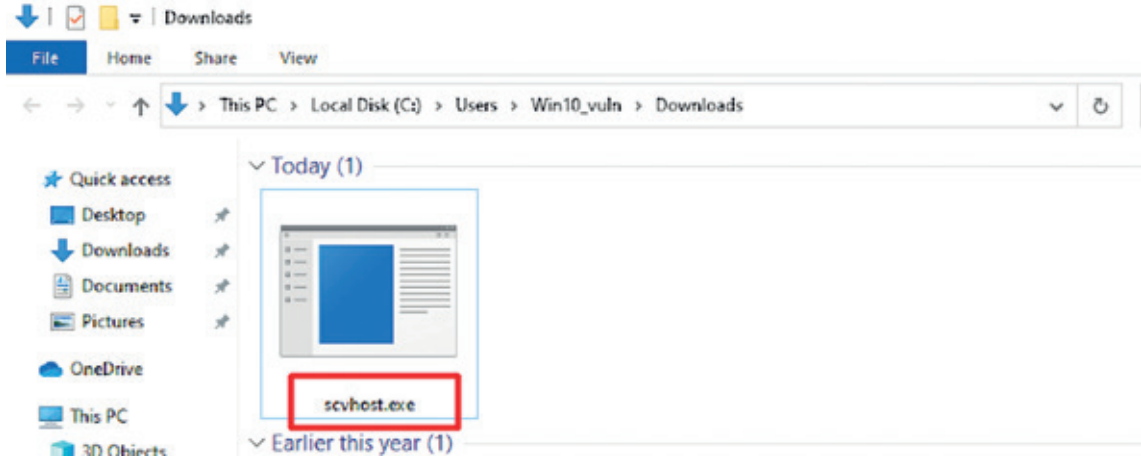 Downloads
File Home Share View
This PC > Local Disk (C:) > Users > Win10_vuln > Downloads
Today (1)
Quick access
Desktop
Downloads
Documents
Pictures
OneDrive
This PC
3D Objects
scvhost.exe
Earlier this year (1)